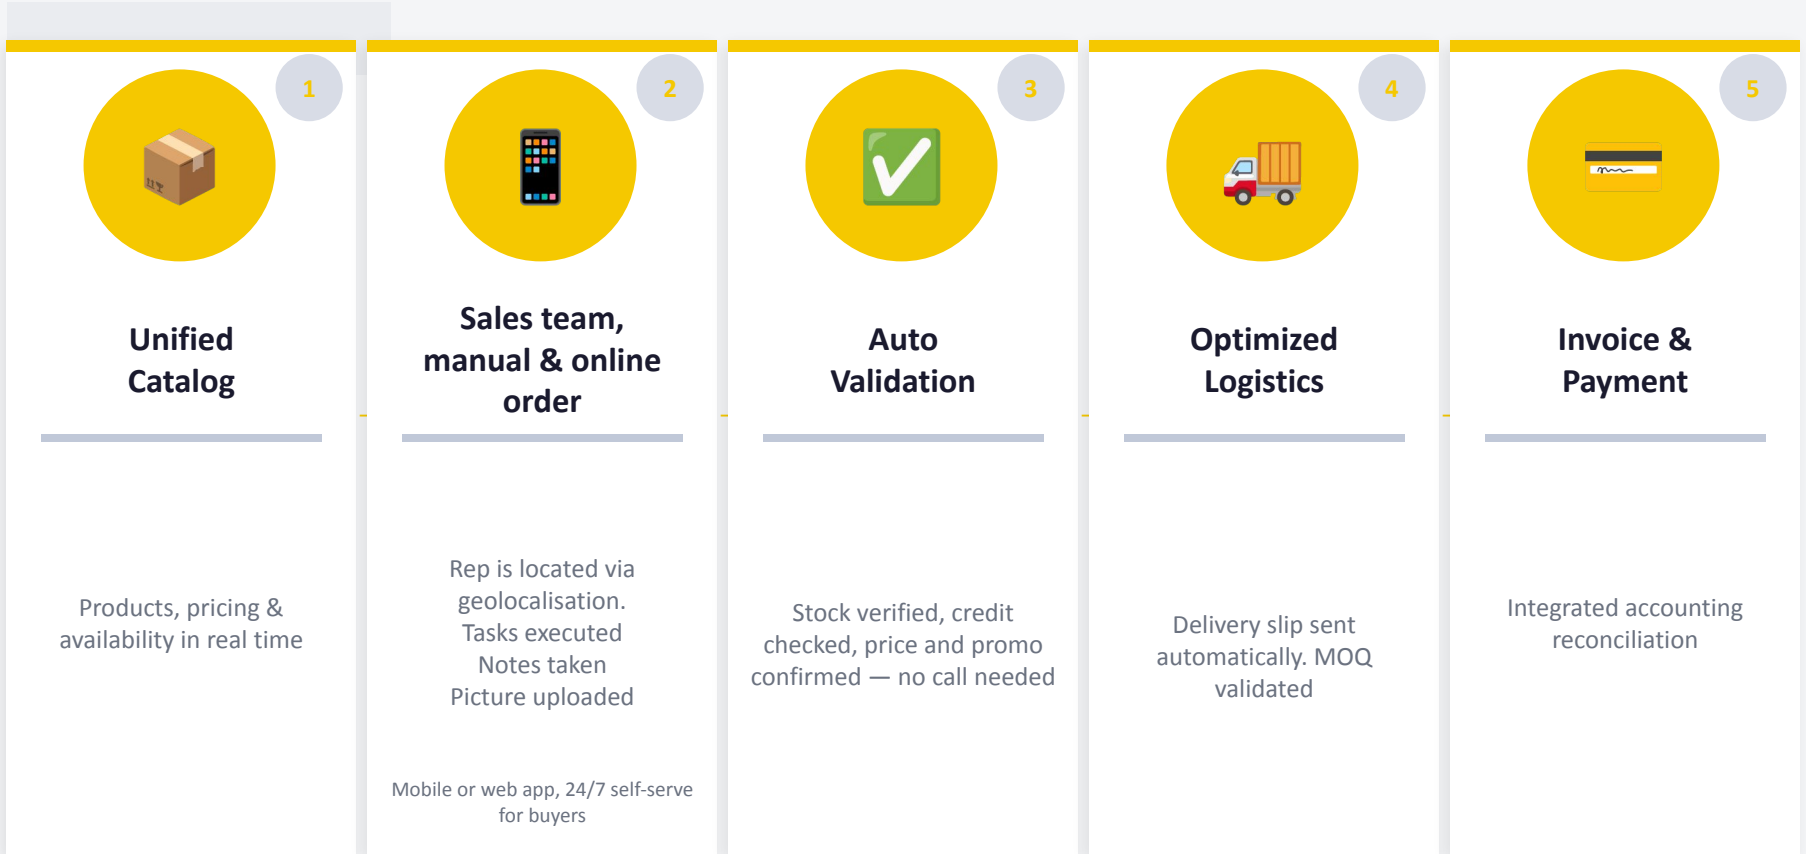 1
Unified
Catalog
Products, pricing &
availability in real time
2
Sales team,
manual & online
order
Rep is located via
geolocalisation.
Tasks executed
Notes taken
Picture uploaded
Mobile or web app, 24/7 self-serve
for buyers
3
Auto
Validation
Stock verified, credit
checked, price and promo
confirmed — no call needed
4
Optimized
Logistics
Delivery slip sent
automatically. MOQ
validated
5
Invoice &
Payment
Integrated accounting
reconciliation